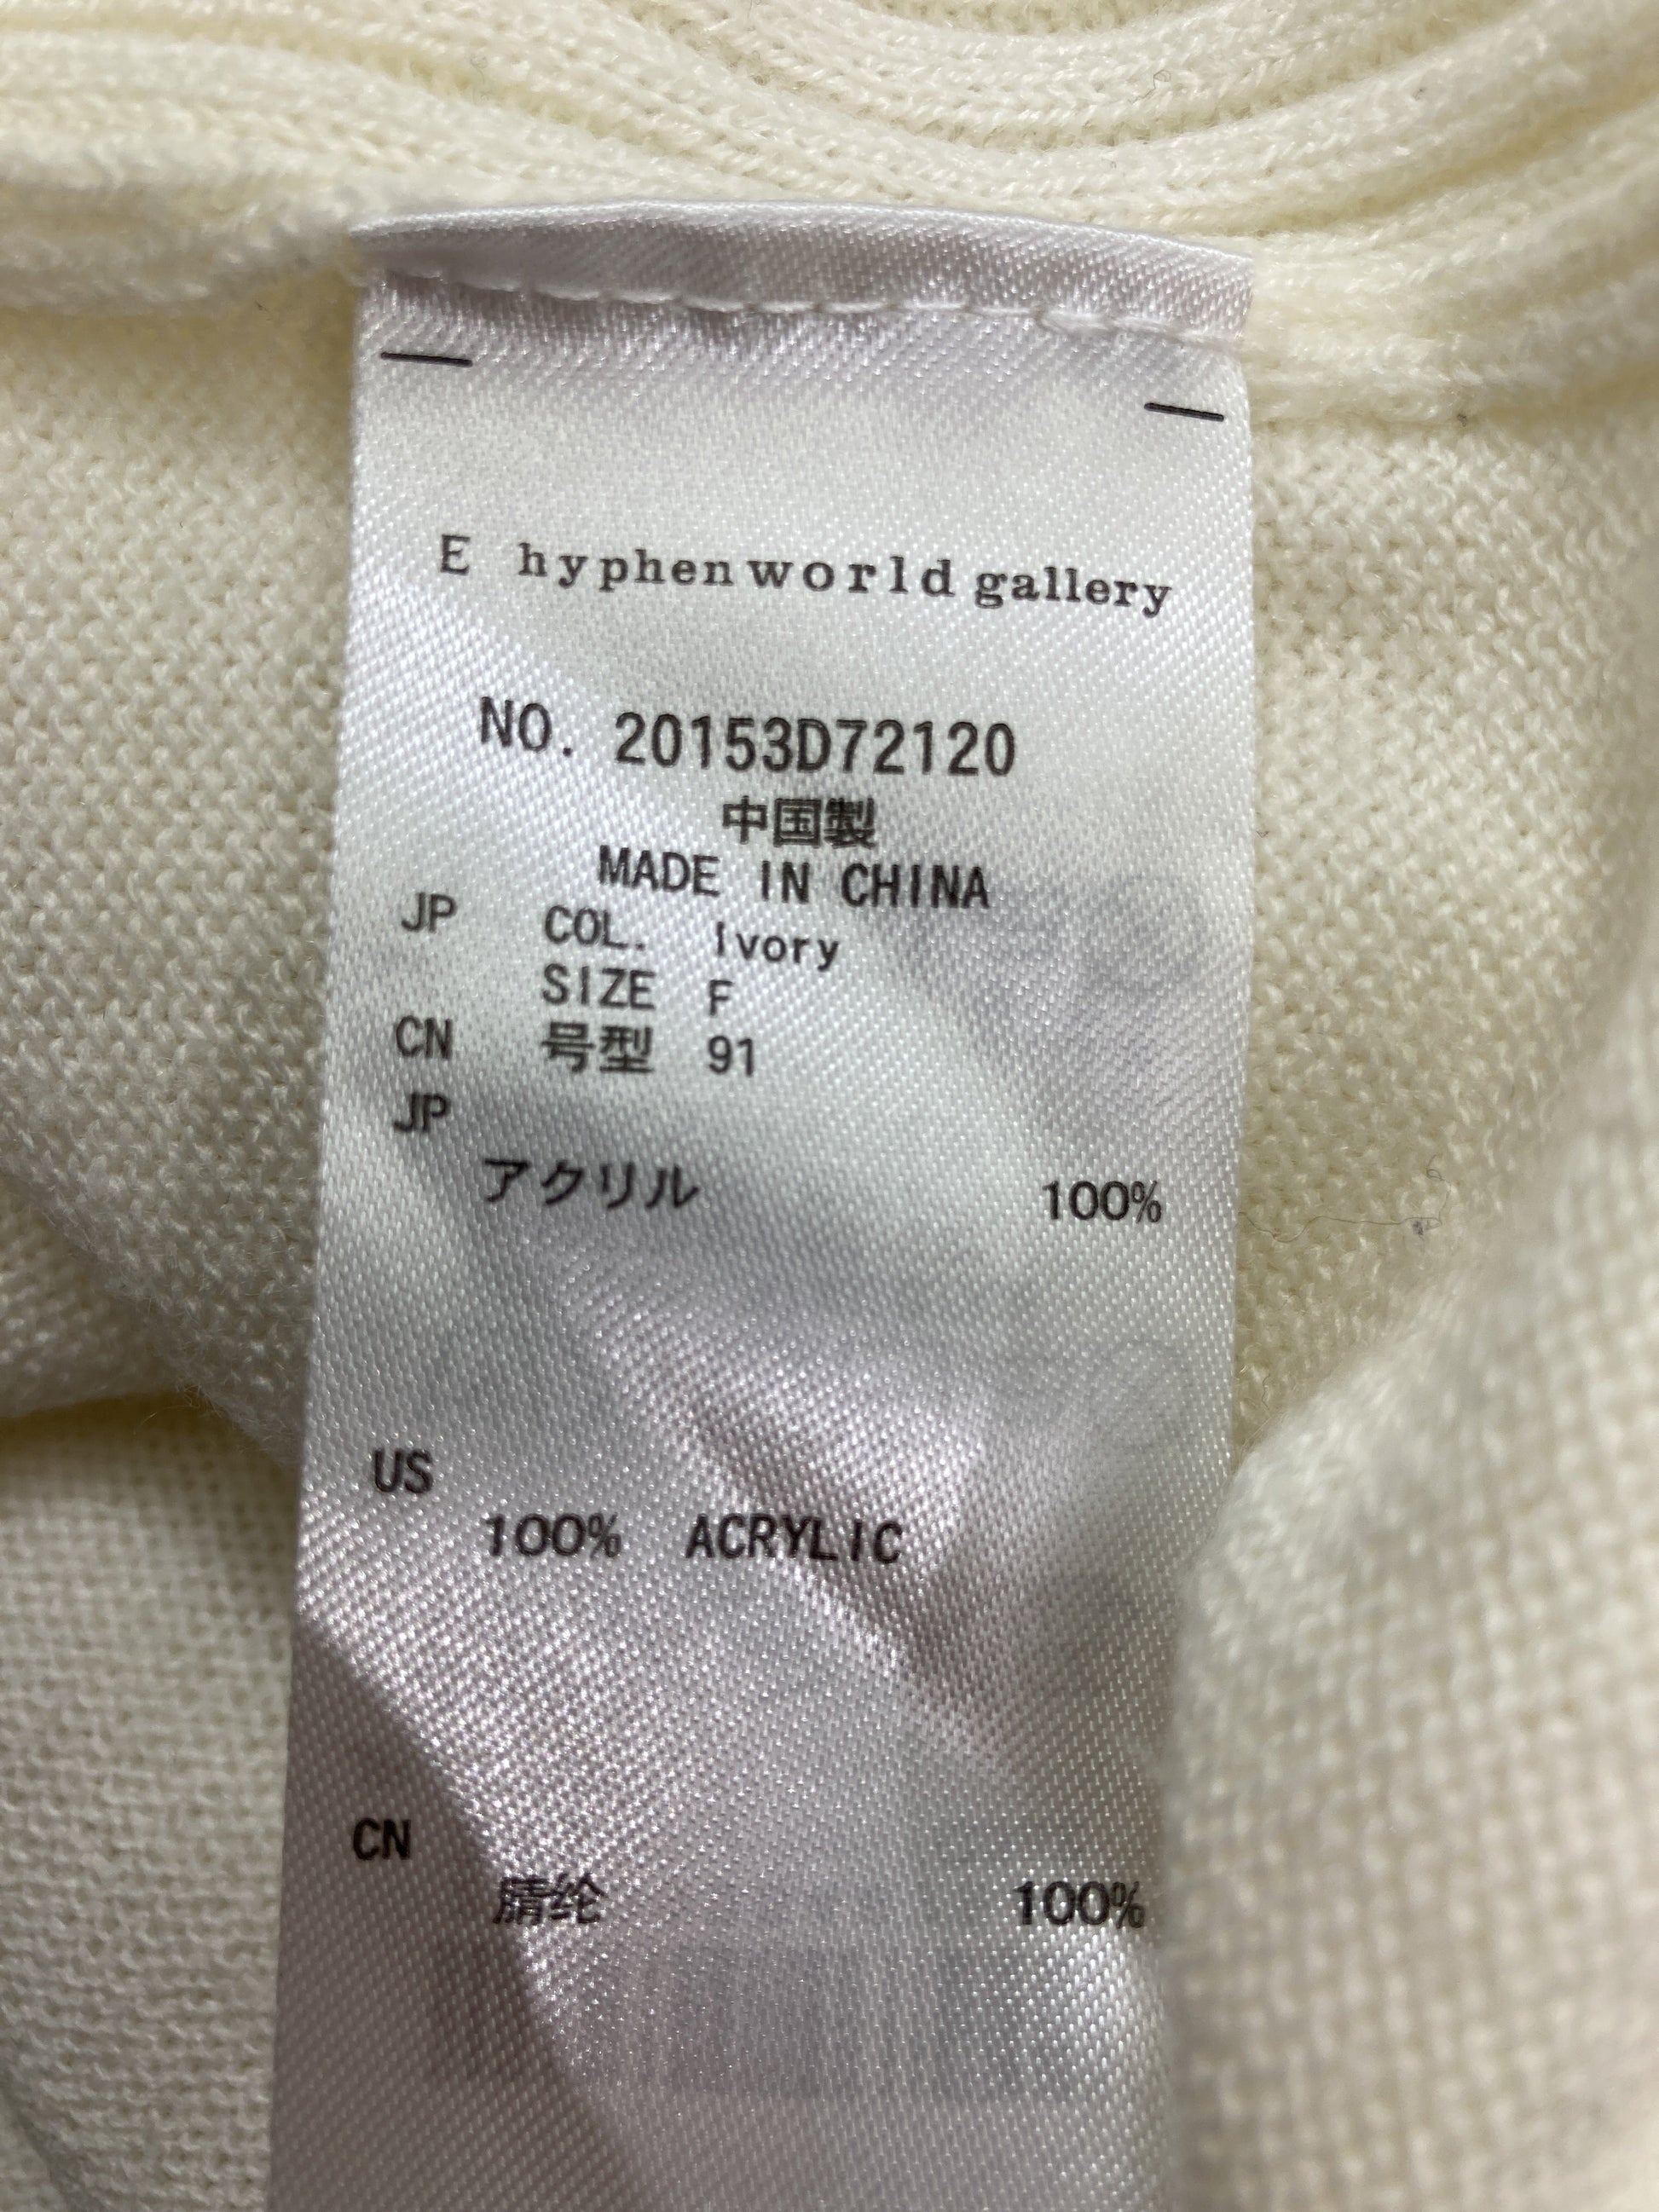 E hyphen world gallery
NO. 20153D72120
中国製
MADE IN CHINA
JP COL. Ivory
SIZE F
CN 号型 91
JP
アクリル 100%
US
100% ACRYLIC
CN
腈纶 100%